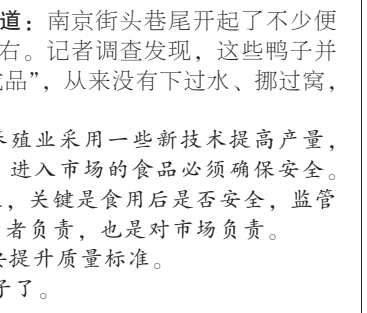 道：南京街头巷尾开起了不少便
右。记者调查发现，这些鸭子并
成品”，从来没有下过水、挪过窝，
养殖业采用一些新技术提高产量，
进入市场的食品必须确保安全。
，关键是食用后是否安全，监管
者负责，也是对市场负责。
提升质量标准。
子了。